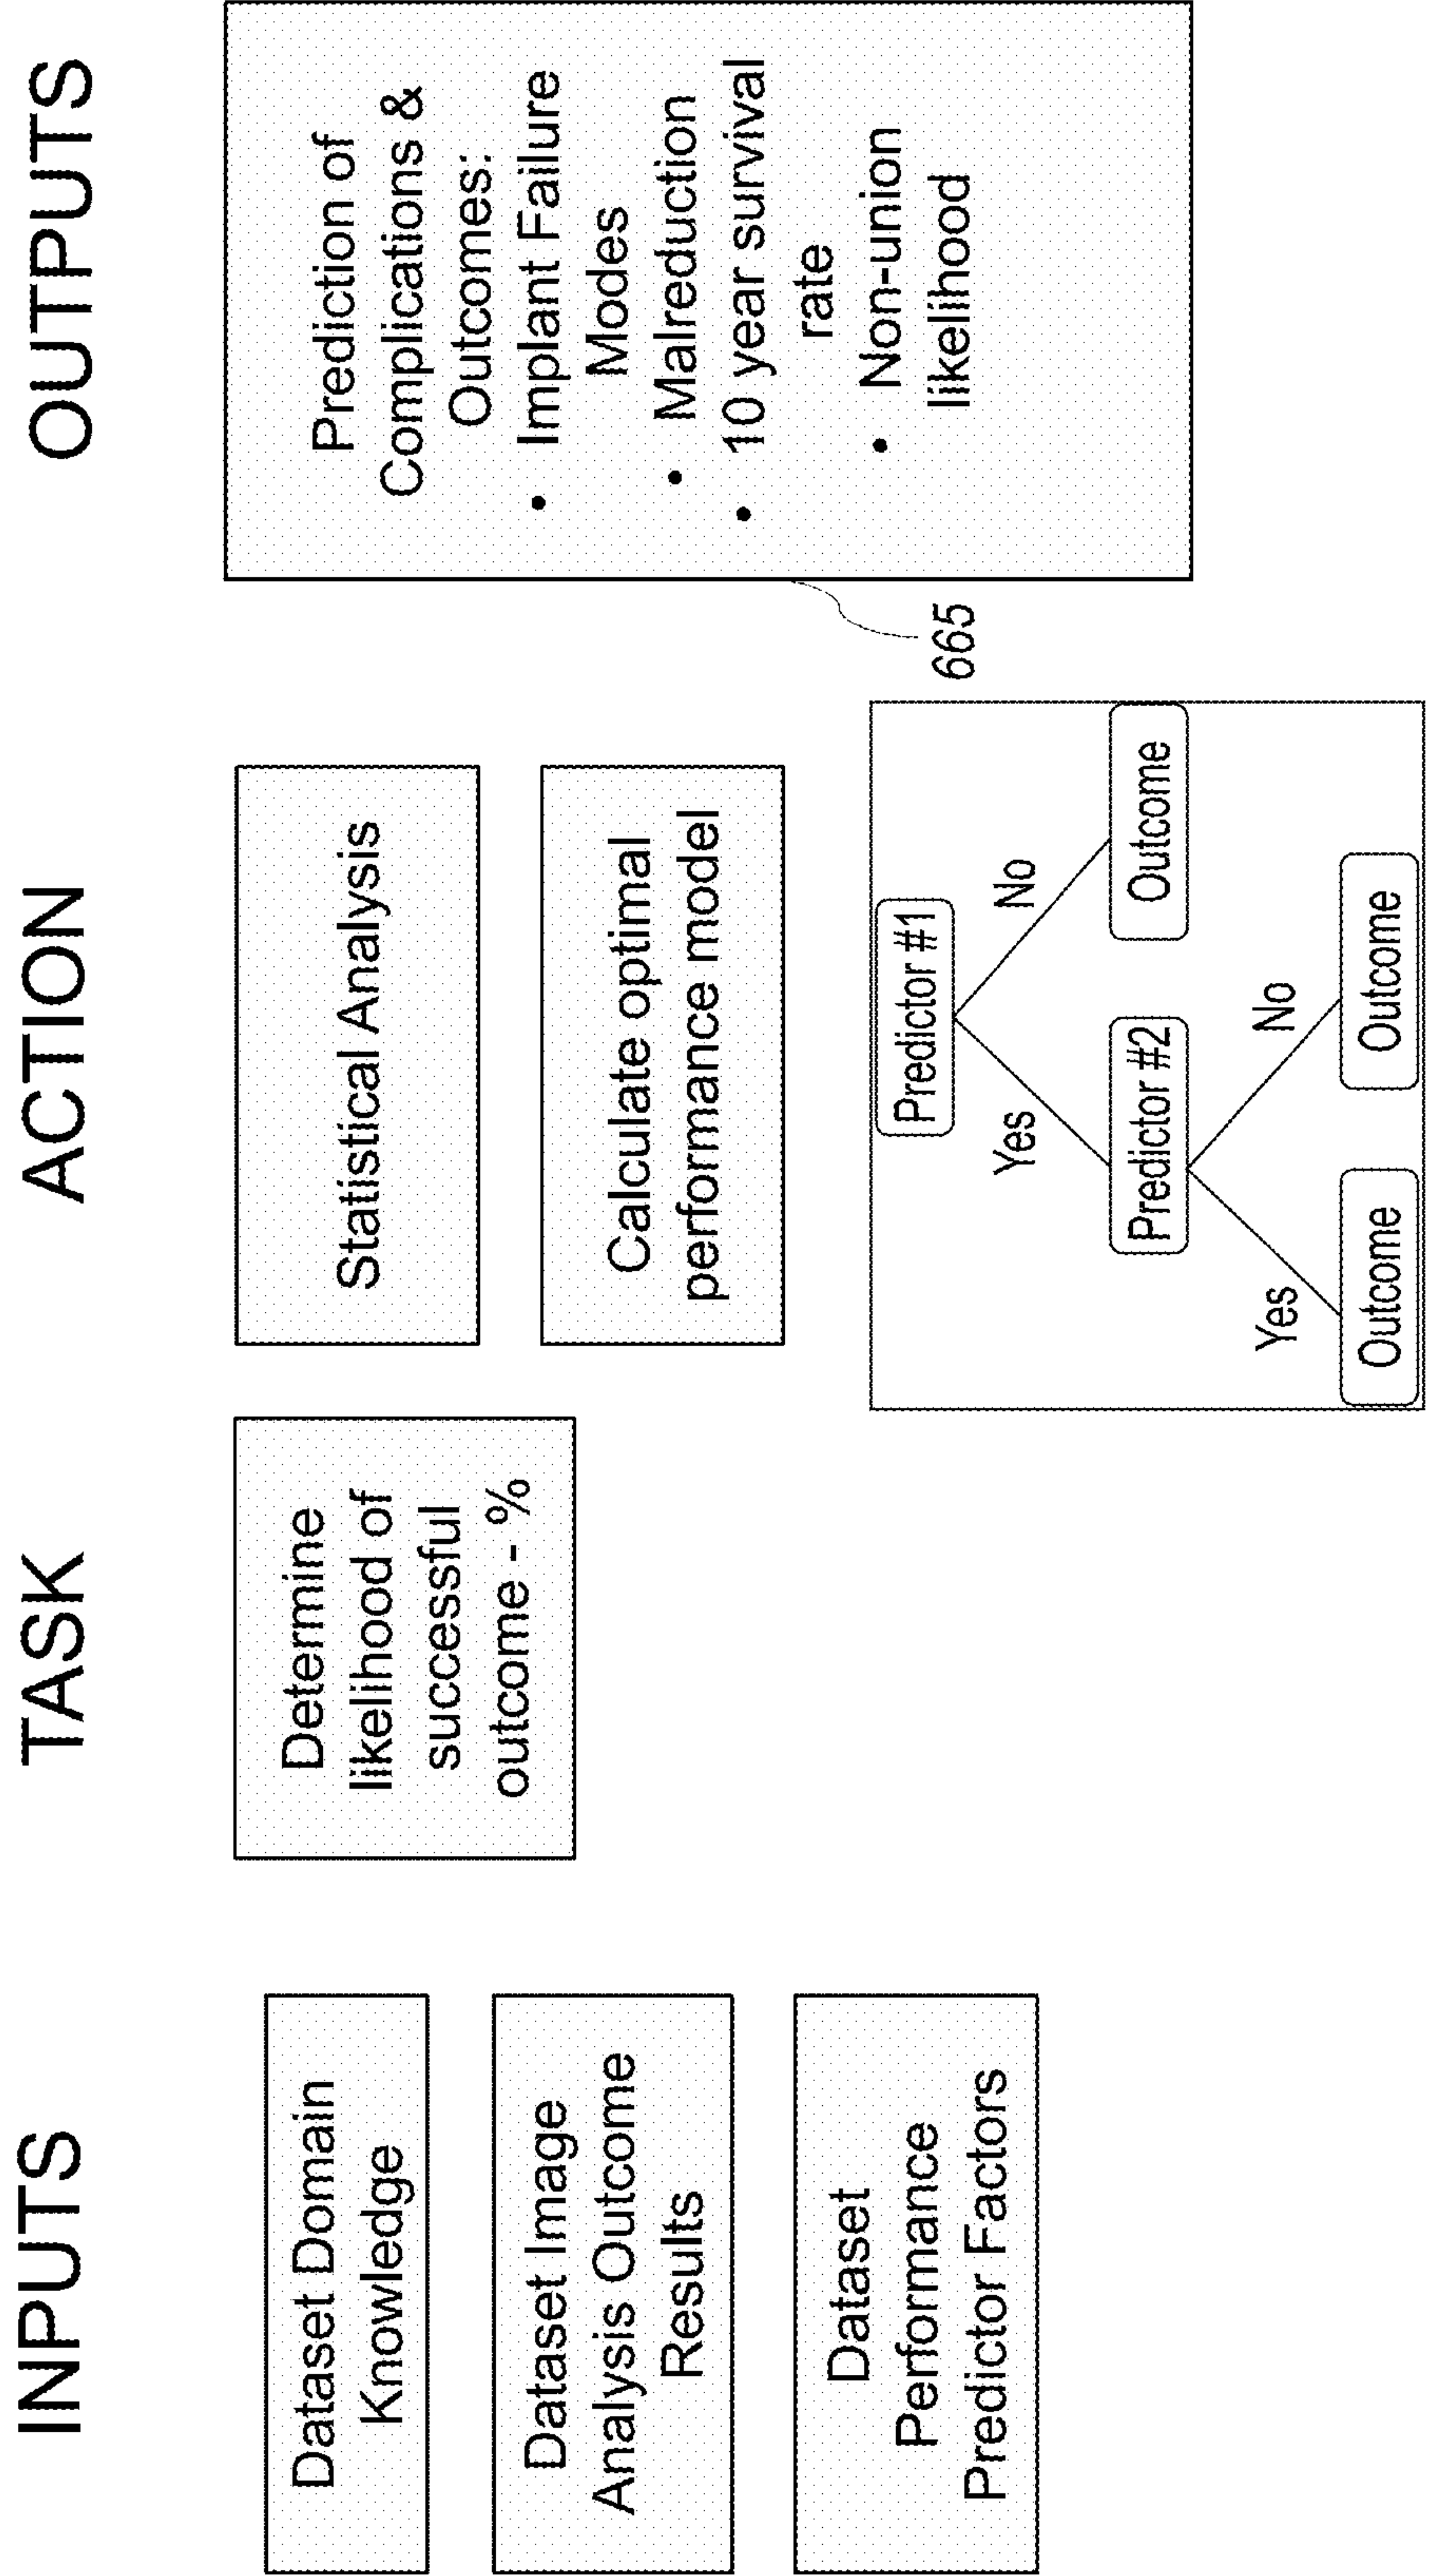 INPUTS
Dataset Domain
Knowledge
Dataset Image
Analysis Outcome
Results
Dataset
Performance
Predictor Factors
TASK
Determine
likelihood of
successful
outcome - %
ACTION
Statistical Analysis
Calculate optimal
performance model
Predictor #1
Yes
No
Predictor #2
Outcome
Yes
No
Outcome
Outcome
OUTPUTS
Prediction of
Complications &
Outcomes:
• Implant Failure
Modes
• Malreduction
• 10 year survival
rate
• Non-union
likelihood
665